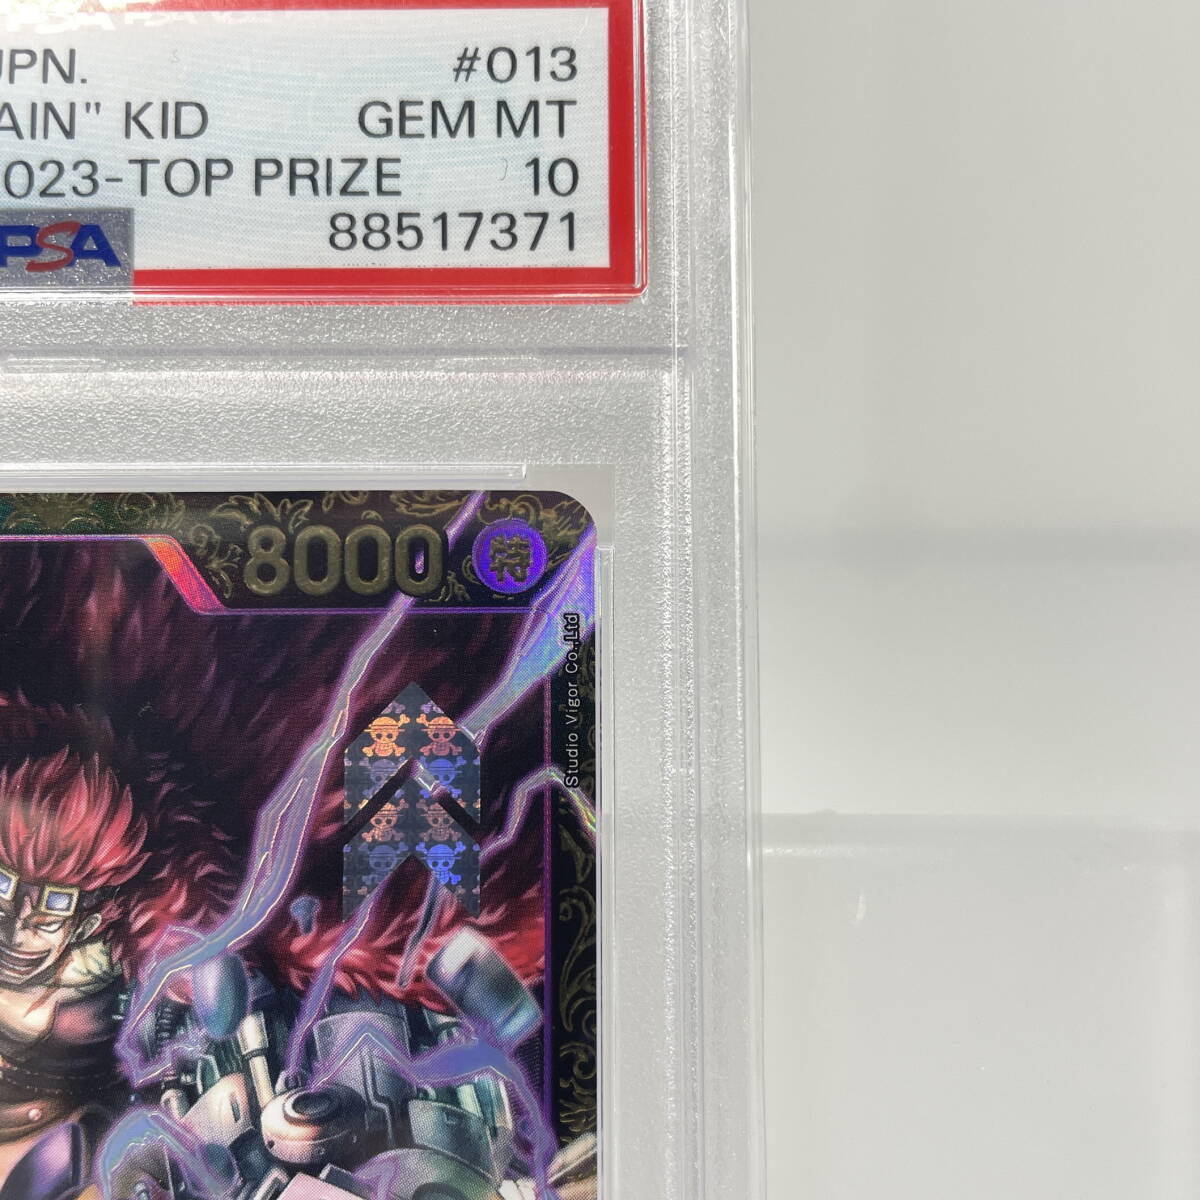 JPN. #013
AIN" KID GEM MT
023-TOP PRIZE 10
88517371
PSA
8000 特
Studio Vigor Co.,Ltd